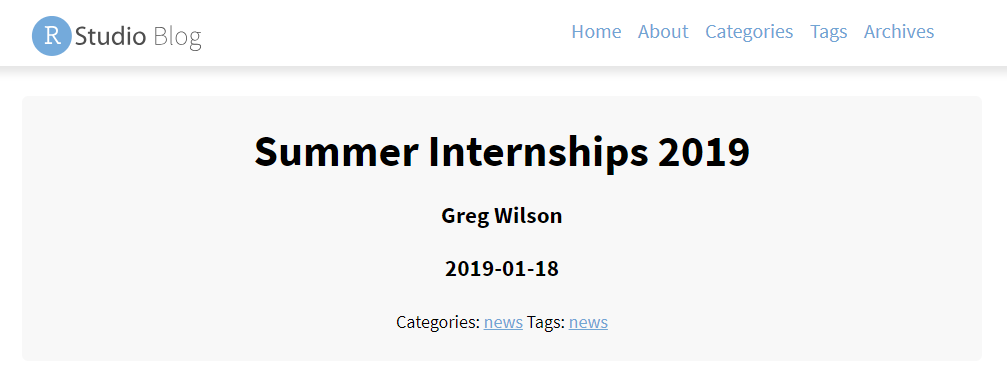 R Studio Blog
Home About Categories Tags Archives
Summer Internships 2019
Greg Wilson
2019-01-18
Categories: news Tags: news